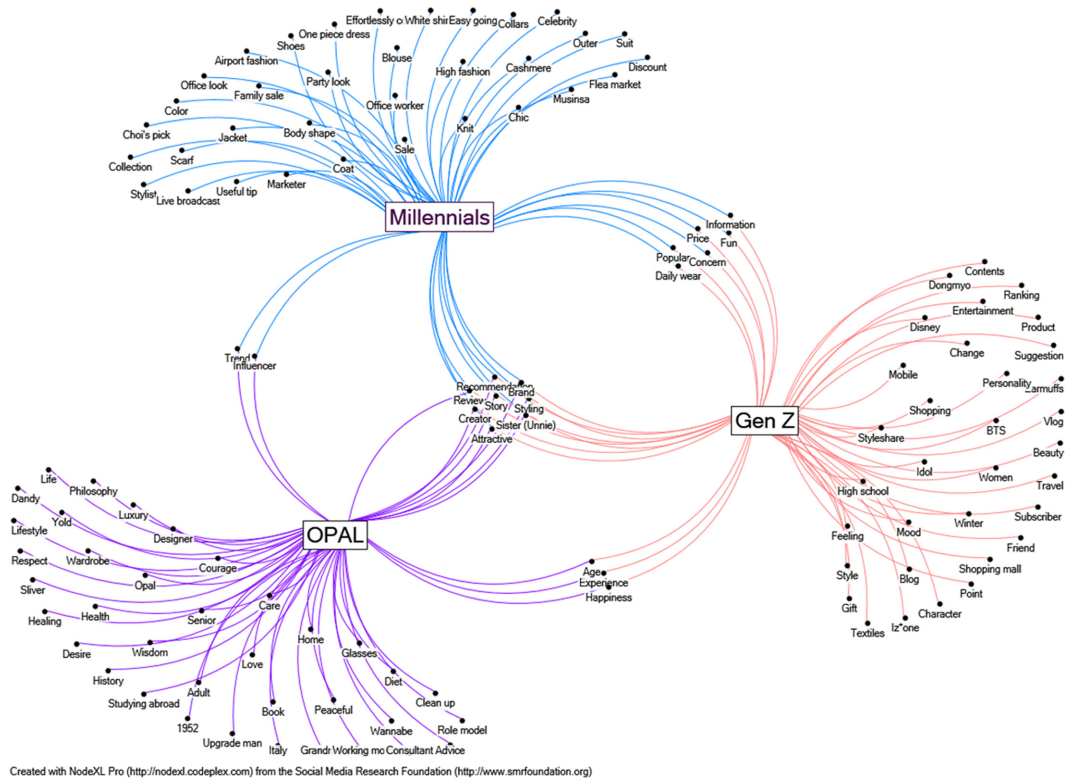 Effortlessly c
White shi
Easy going
Collars
Celebrity
One piece dress
Shoes
Blouse
Outer
Suit
Airport fashion
High fashion
Cashmere
Discount
Office look
Party look
Family sale
Flea market
Musinsa
Color
Office worker
Chic
Choi's pick
Jacket
Body shape
Knit
Sale
Collection
Scarf
Coat
Stylist
Live broadcast
Useful tip
Marketer
Millennials
Information
Price
Fun
Popular
Concern
Daily wear
Contents
Dongmyo
Ranking
Entertainment
Disney
Product
Change
Suggestion
Trend
Influencer
Mobile
Personality
Earmuffs
Recommendation
Brand
Review
Story
Styling
Creator
Sister (Unnie)
Attractive
Gen Z
Shopping
Styleshare
BTS
Vlog
Beauty
Idol
Women
Travel
High school
Winter
Subscriber
Feeling
Mood
Friend
Shopping mall
Style
Blog
Point
Gift
Character
Textiles
Iz*one
Life
Philosophy
Dandy
Luxury
Yold
Lifestyle
Designer
OPAL
Respect
Wardrobe
Courage
Opal
Sliver
Age
Experience
Happiness
Healing
Health
Senior
Care
Desire
Wisdom
Home
Glasses
Love
History
Diet
Studying abroad
Adult
Clean up
Book
Peaceful
1952
Wannabe
Role model
Upgrade man
Italy
Grandr
Working mo
Consultant
Advice
Created with NodeXL Pro (http://nodexl.codeplex.com) from the Social Media Research Foundation (http://www.smrfoundation.org)